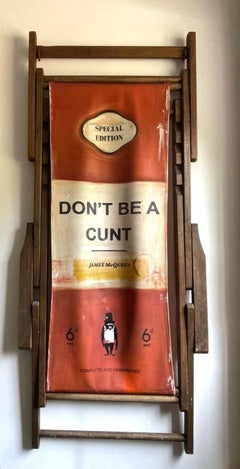 SPECIAL
EDITION
DON'T BE A
CUNT
JAMES McQUEEN
6d 6d
COMPLETE AND UNABRIDGED